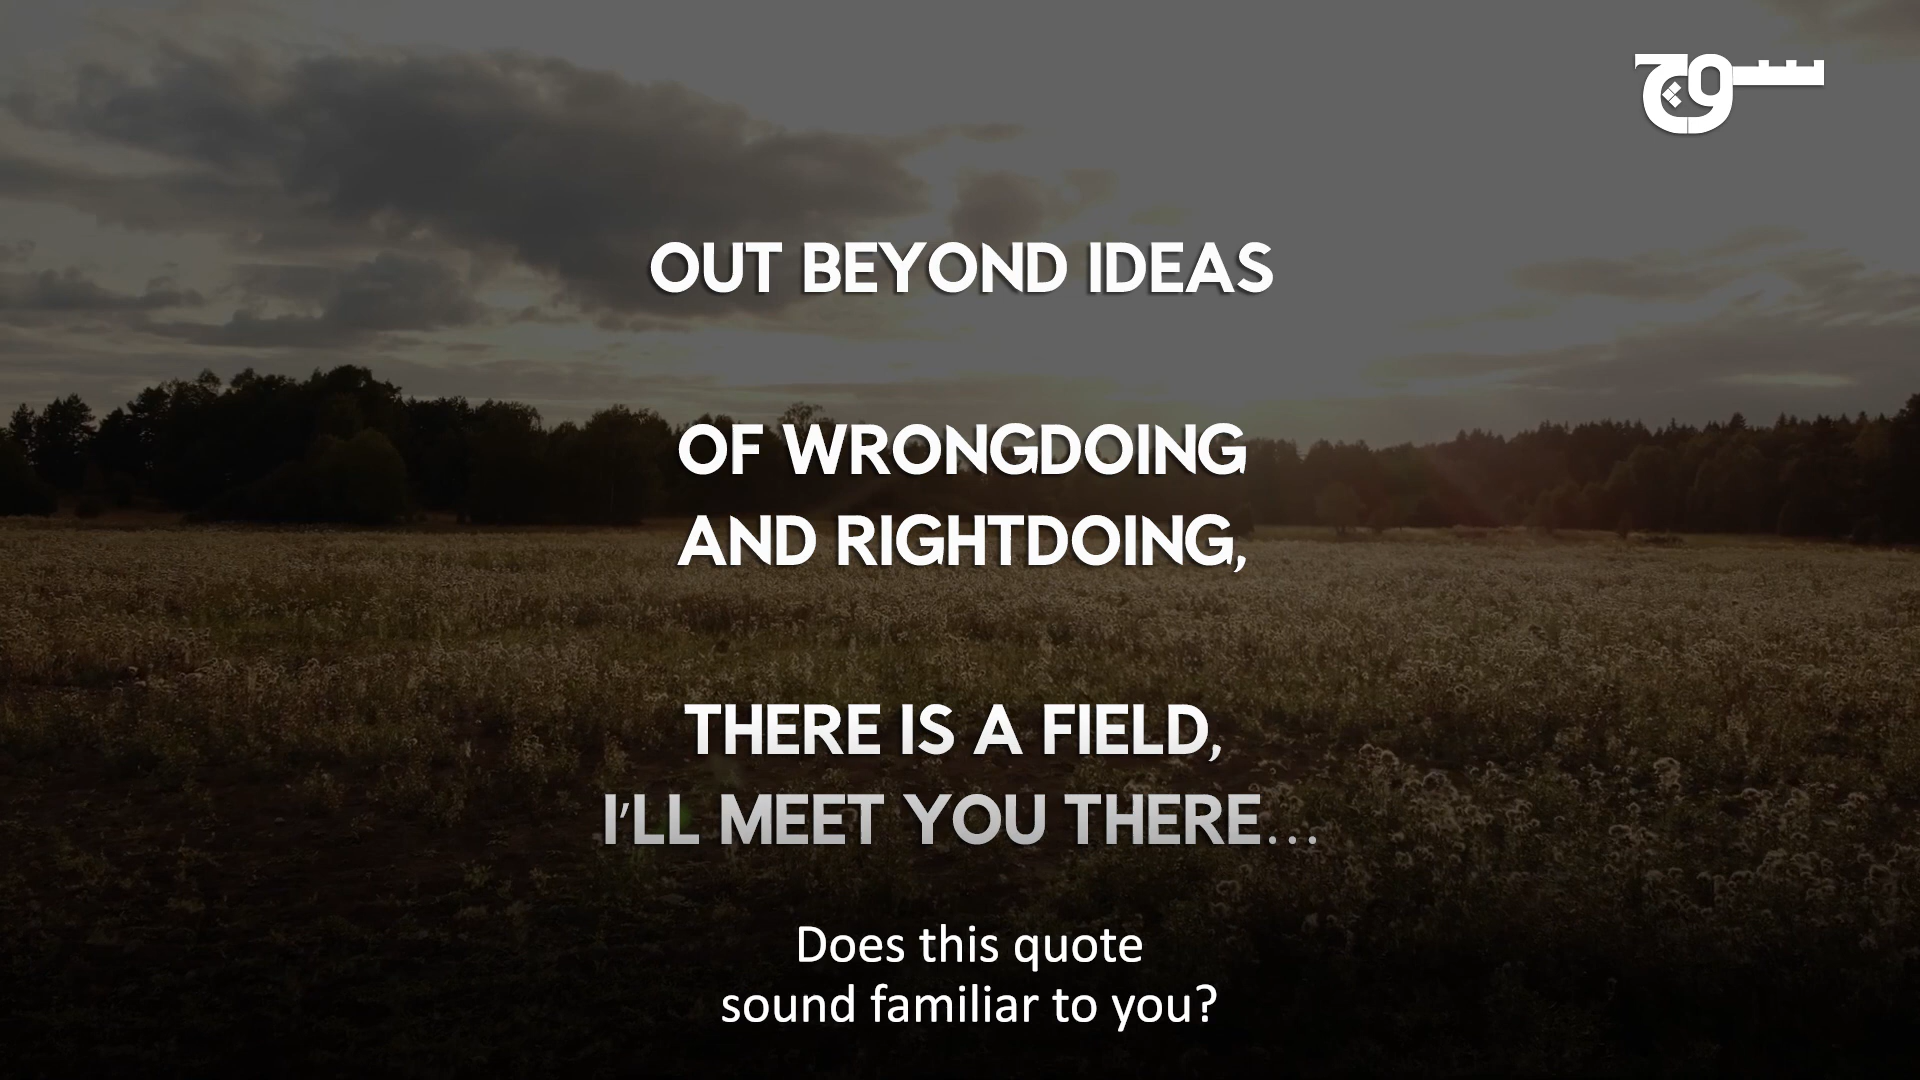 سوچ
OUT BEYOND IDEAS
OF WRONGDOING
AND RIGHTDOING,
THERE IS A FIELD,
I'LL MEET YOU THERE...
Does this quote
sound familiar to you?